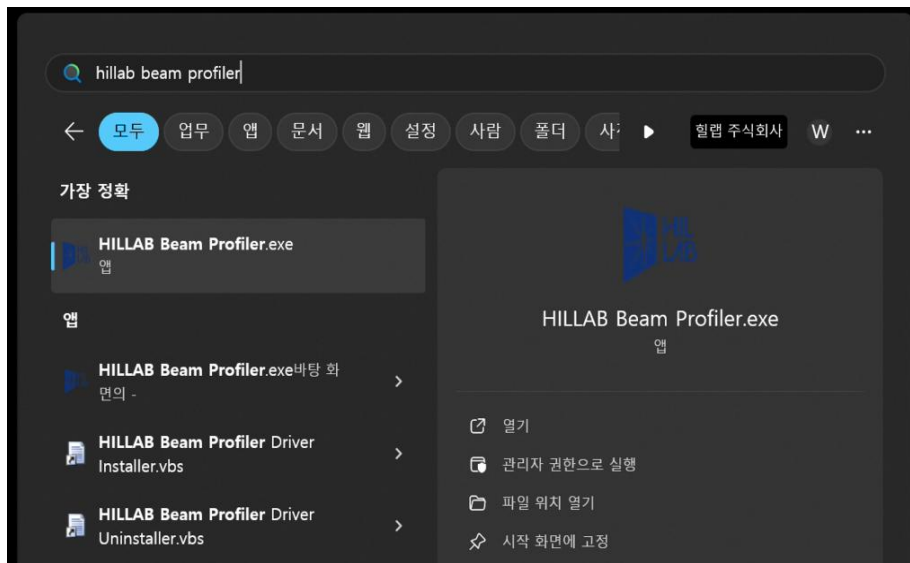 hillab beam profiler
모두 업무 앱 문서 웹 설정 사람 폴더 힐랩 주식회사 W
가장 정확
HILLAB Beam Profiler.exe
앱
앱
HILLAB Beam Profiler.exe바탕 화
면의 -
HILLAB Beam Profiler Driver
Installer.vbs
HILLAB Beam Profiler Driver
Uninstaller.vbs
HIL
LAB
HILLAB Beam Profiler.exe
앱
열기
관리자 권한으로 실행
파일 위치 열기
시작 화면에 고정